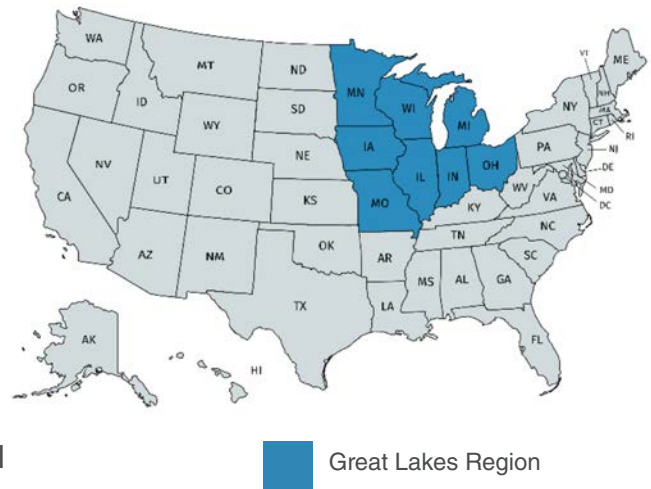 WA
MT
ND
MN
OR
ID
SD
WI
MI
WY
NE
IA
NV
UT
CO
CA
KS
MO
IL
IN
OH
VT
ME
NH
NY
MA
CT
RI
PA
NJ
DE
MD
DC
WV
VA
KY
NC
TN
SC
AZ
NM
OK
AR
MS
AL
GA
TX
LA
FL
AK
HI
Great Lakes Region